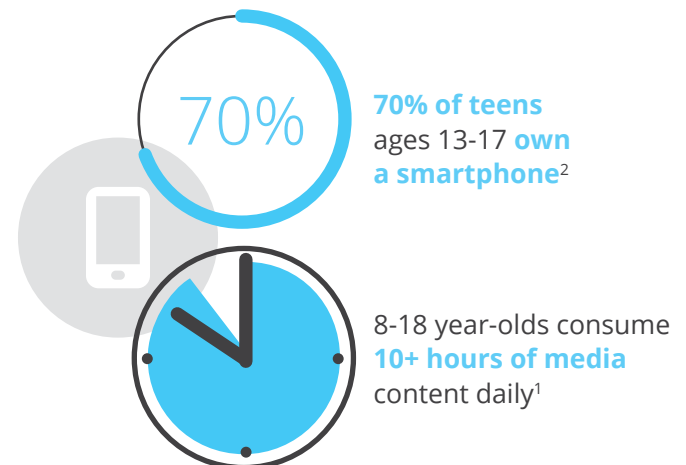 70%
70% of teens
ages 13-17 own
a smartphone²
8-18 year-olds consume
10+ hours of media
content daily¹